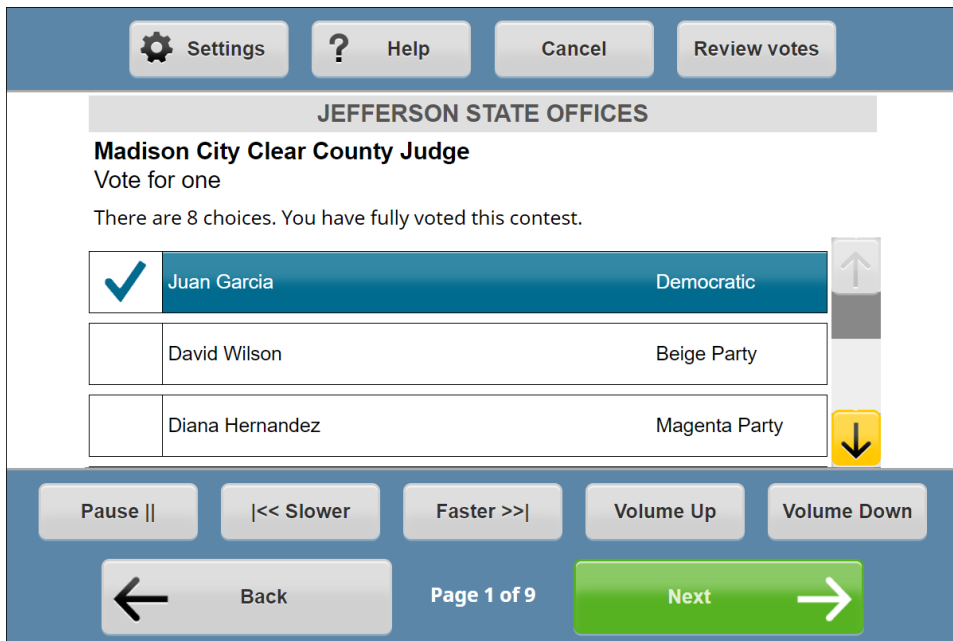 Settings
? Help
Cancel
Review votes
JEFFERSON STATE OFFICES
Madison City Clear County Judge
Vote for one
There are 8 choices. You have fully voted this contest.
Juan Garcia Democratic
David Wilson Beige Party
Diana Hernandez Magenta Party
Pause ||
|<< Slower
Faster >>|
Volume Up
Volume Down
Back
Page 1 of 9
Next